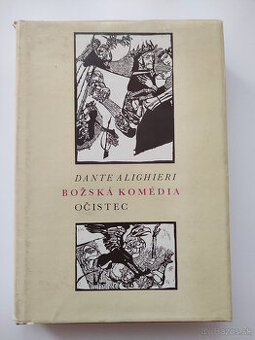 DANTE ALIGHIERI
BOŽSKÁ KOMÉDIA
OČISTEC